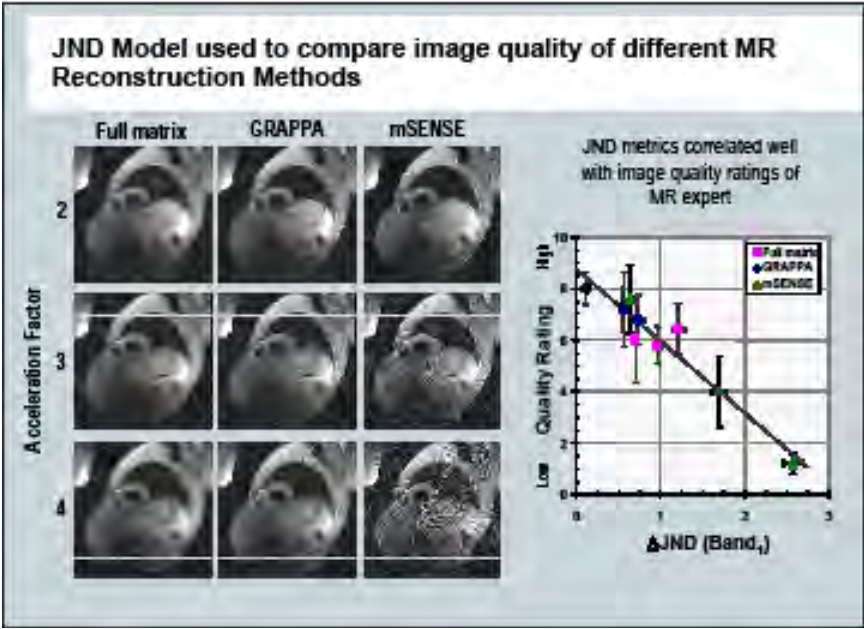 JND Model used to compare image quality of different MR
Reconstruction Methods
Full matrix
GRAPPA
mSENSE
Acceleration Factor
2
3
4
JND metrics correlated well
with image quality ratings of
MR expert
Low Quality Rating High
10
8
6
4
2
0
Full matrix
GRAPPA
mSENSE
0
1
2
3
ΔJND (Band₁)